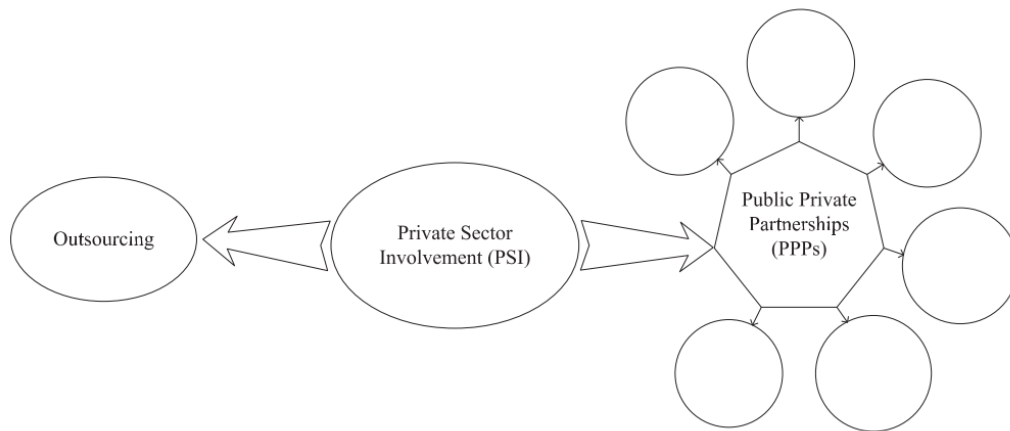 Outsourcing
Private Sector
Involvement (PSI)
Public Private
Partnerships
(PPPs)